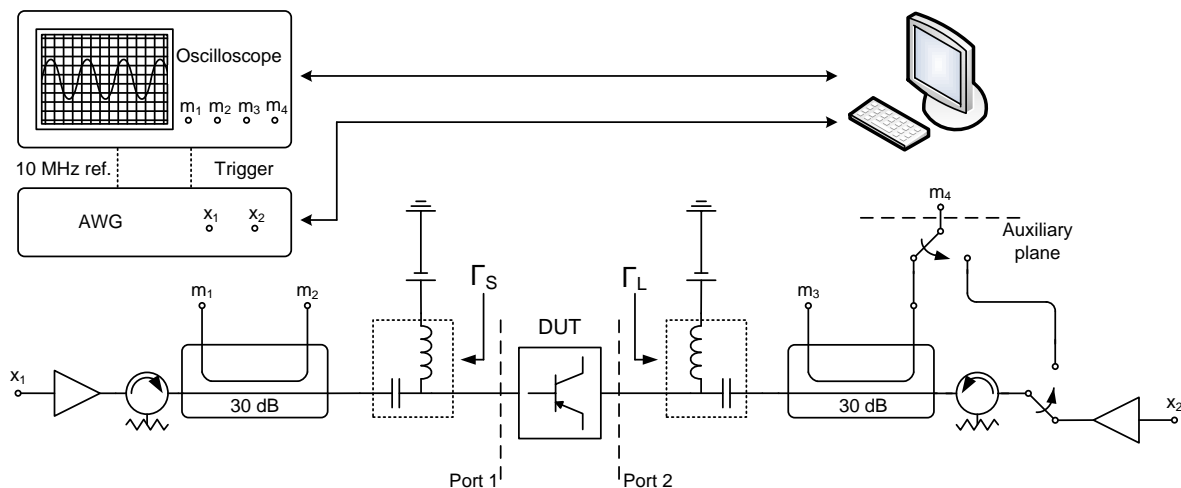 Oscilloscope
m1 m2 m3 m4
10 MHz ref.
Trigger
AWG
x1 x2
m4
Auxiliary
plane
ΓS
ΓL
m1
m2
DUT
m3
x1
30 dB
30 dB
x2
Port 1
Port 2